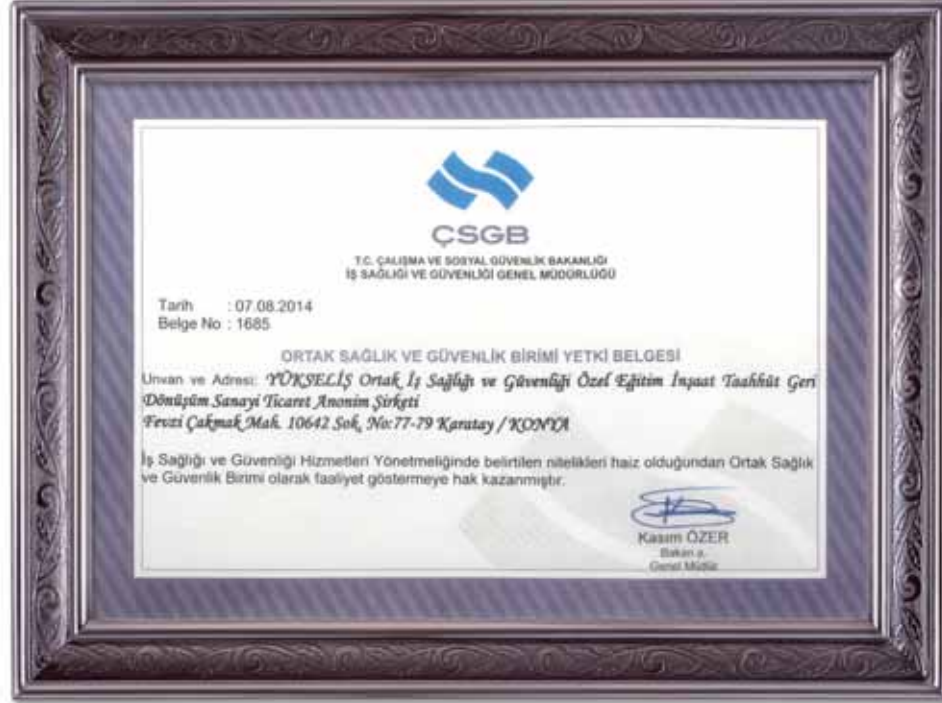 ÇSGB
T.C. ÇALIŞMA VE SOSYAL GÜVENLİK BAKANLIĞI
İŞ SAĞLIĞI VE GÜVENLİĞİ GENEL MÜDÜRLÜĞÜ
Tarih : 07.08.2014
Belge No : 1685
ORTAK SAĞLIK VE GÜVENLİK BİRİMİ YETKİ BELGESİ
Unvan ve Adresi: YÜKSELİŞ Ortak İş Sağlığı ve Güvenliği Özel Eğitim İnşaat Taahhüt Geri
Dönüşüm Sanayi Ticaret Anonim Şirketi
Fevzi Çakmak Mah. 10642 Sok, No:77-79 Karatay / KONYA
İş Sağlığı ve Güvenliği Hizmetleri Yönetmeliğinde belirtilen nitelikleri haiz olduğundan Ortak Sağlık
ve Güvenlik Birimi olarak faaliyet göstermeye hak kazanmıştır.
Kasım ÖZER
Bakan a.
Genel Müdür